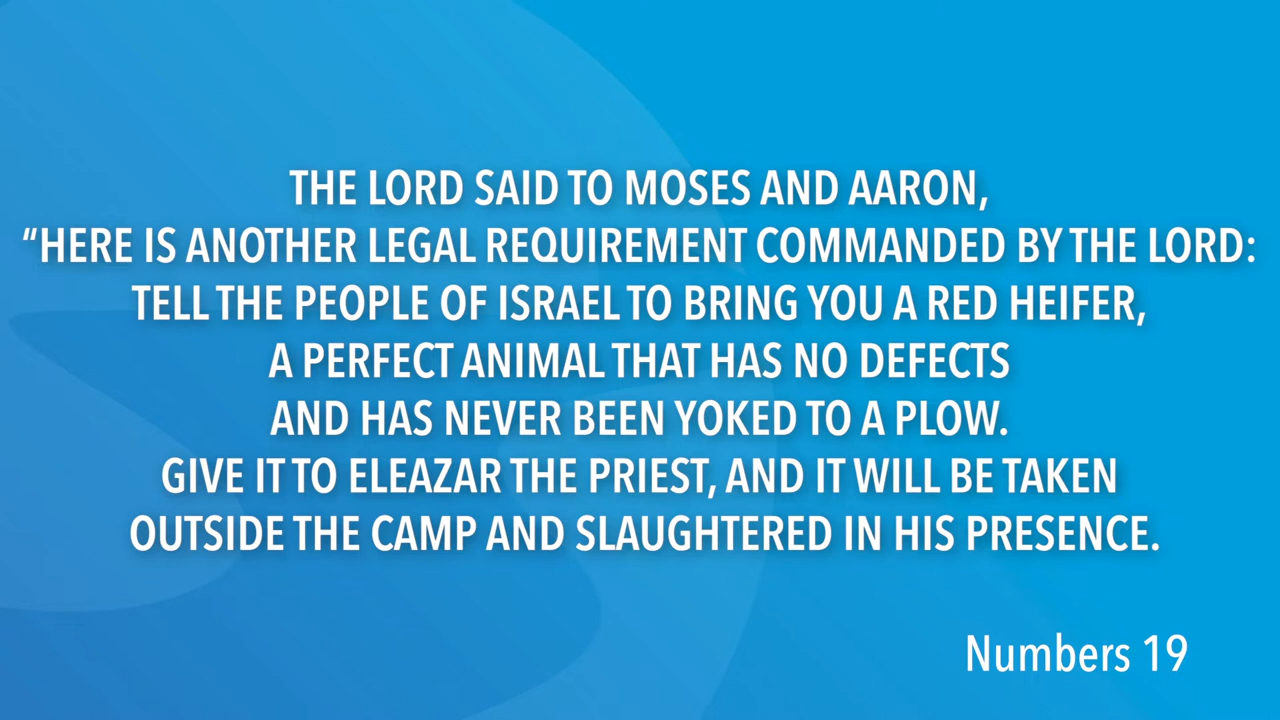 THE LORD SAID TO MOSES AND AARON,
“HERE IS ANOTHER LEGAL REQUIREMENT COMMANDED BY THE LORD:
TELL THE PEOPLE OF ISRAEL TO BRING YOU A RED HEIFER,
A PERFECT ANIMAL THAT HAS NO DEFECTS
AND HAS NEVER BEEN YOKED TO A PLOW.
GIVE IT TO ELEAZAR THE PRIEST, AND IT WILL BE TAKEN
OUTSIDE THE CAMP AND SLAUGHTERED IN HIS PRESENCE.
Numbers 19